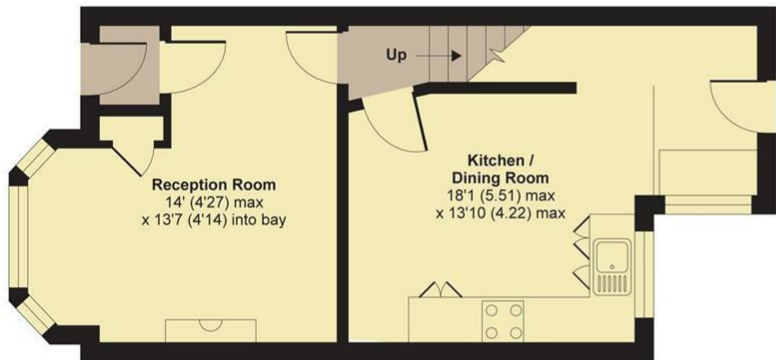 Up
Reception Room
14' (4'27) max
x 13'7 (4'14) into bay
Kitchen /
Dining Room
18'1 (5.51) max
x 13'10 (4.22) max